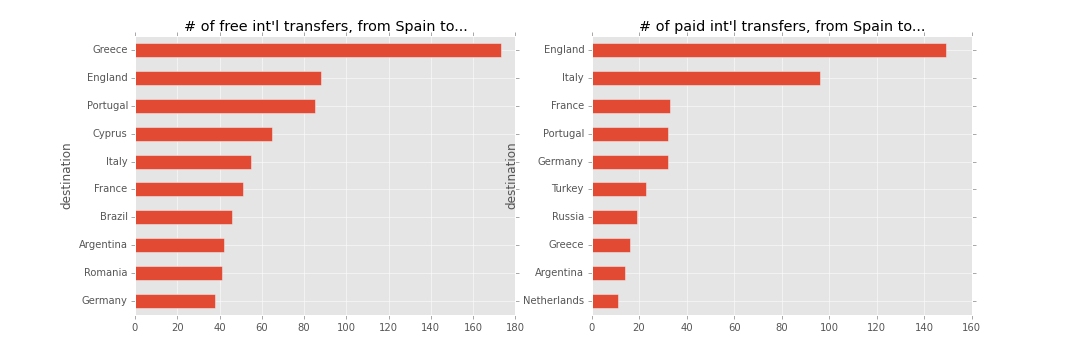 # of free int'l transfers, from Spain to...
destination
Greece
England
Portugal
Cyprus
Italy
France
Brazil
Argentina
Romania
Germany
0 20 40 60 80 100 120 140 160 180
# of paid int'l transfers, from Spain to...
destination
England
Italy
France
Portugal
Germany
Turkey
Russia
Greece
Argentina
Netherlands
0 20 40 60 80 100 120 140 160